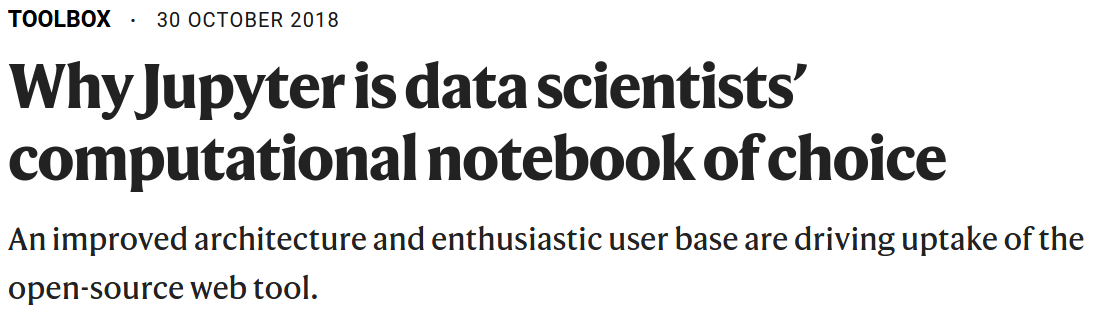 TOOLBOX · 30 OCTOBER 2018
Why Jupyter is data scientists’
computational notebook of choice
An improved architecture and enthusiastic user base are driving uptake of the
open-source web tool.